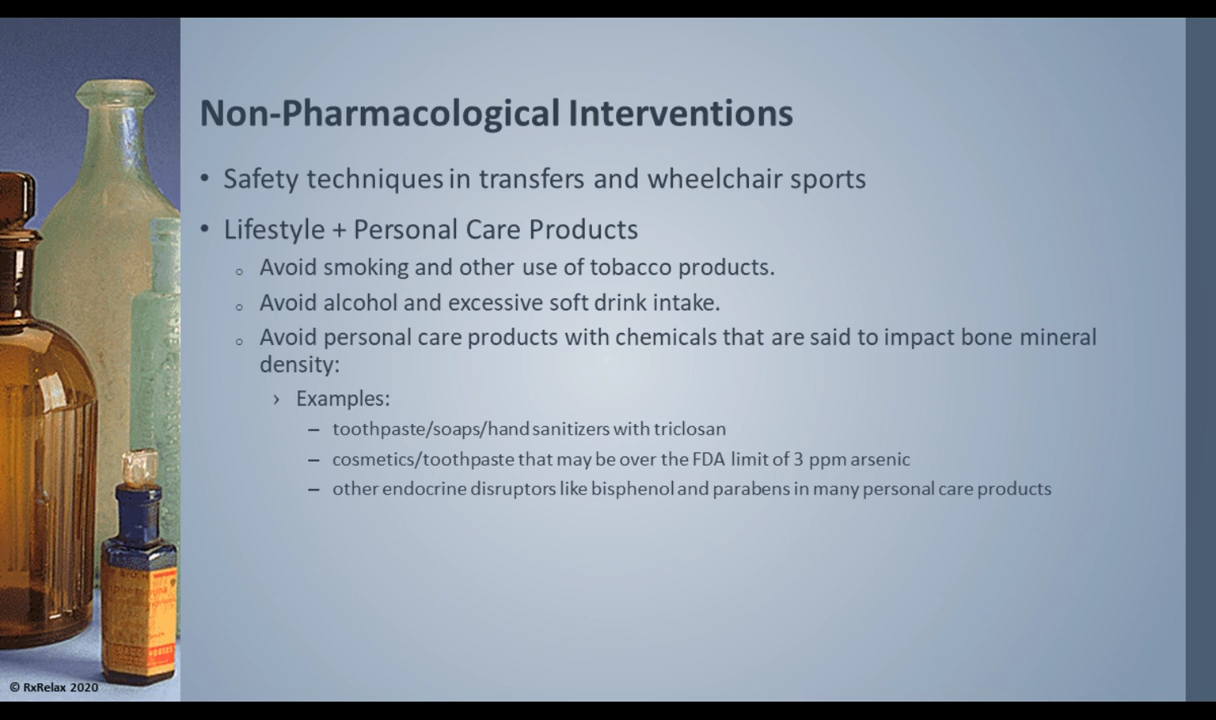 Non-Pharmacological Interventions
• Safety techniques in transfers and wheelchair sports
• Lifestyle + Personal Care Products
○ Avoid smoking and other use of tobacco products.
○ Avoid alcohol and excessive soft drink intake.
○ Avoid personal care products with chemicals that are said to impact bone mineral
density:
› Examples:
– toothpaste/soaps/hand sanitizers with triclosan
– cosmetics/toothpaste that may be over the FDA limit of 3 ppm arsenic
– other endocrine disruptors like bisphenol and parabens in many personal care products
© RxRelax 2020